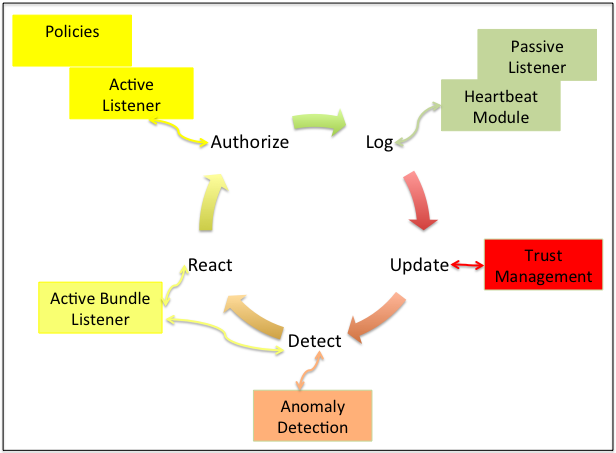 Policies
Active
Listener
Passive
Listener
Heartbeat
Module
Authorize
Log
React
Update
Trust
Management
Active Bundle
Listener
Detect
Anomaly
Detection